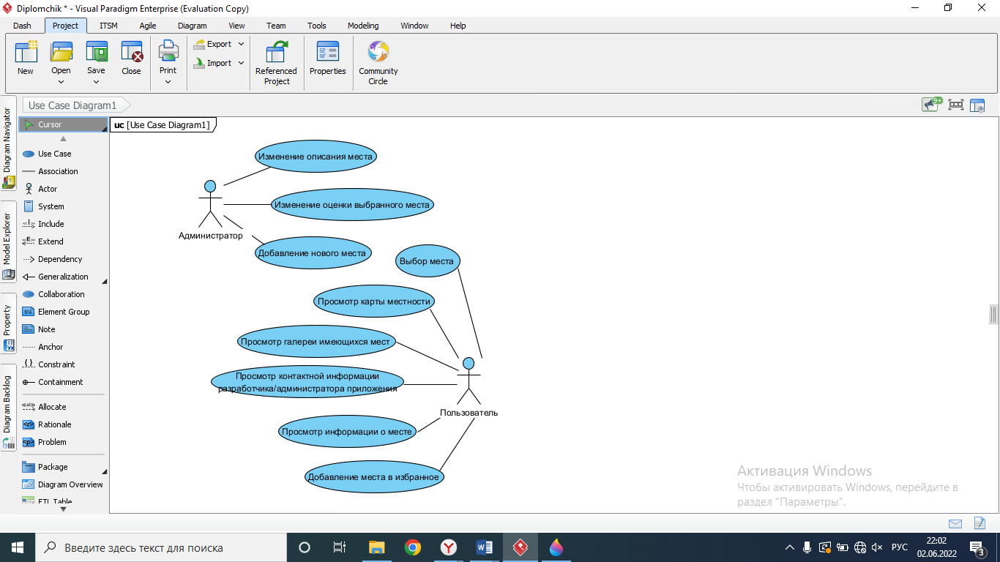 Diplomchik * - Visual Paradigm Enterprise (Evaluation Copy)
Dash Project ITSM Agile Diagram View Team Tools Modeling Window Help
New Open Save Close Print Export Import Referenced Project Properties Community Circle
Use Case Diagram1
9+
Diagram Navigator
Model Explorer
Property
Diagram Backlog
Cursor
Use Case
Association
Actor
System
Include
Extend
Dependency
Generalization
Collaboration
Element Group
Note
Anchor
Constraint
Containment
Allocate
Rationale
Problem
Package
Diagram Overview
ETL Table
uc [Use Case Diagram1]
Изменение описания места
Изменение оценки выбранного места
Администратор
Добавление нового места
Выбор места
Просмотр карты местности
Просмотр галереи имеющихся мест
Просмотр контактной информации
разработчика/администратора приложения
Пользователь
Просмотр информации о месте
Добавление места в избранное
Активация Windows
Чтобы активировать Windows, перейдите в
раздел "Параметры".
Введите здесь текст для поиска
РУС
22:02
02.06.2022
3